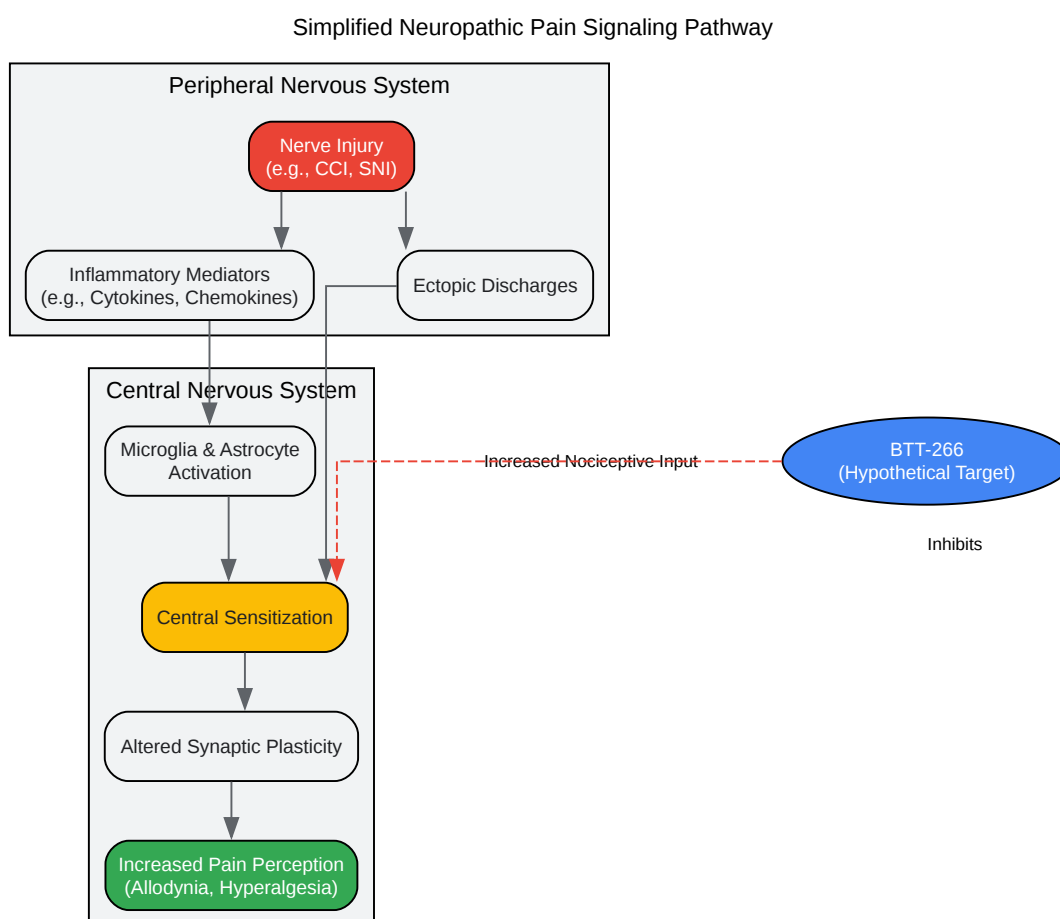 Simplified Neuropathic Pain Signaling Pathway
Peripheral Nervous System
Nerve Injury
(e.g., CCI, SNI)
Inflammatory Mediators
(e.g., Cytokines, Chemokines)
Ectopic Discharges
Central Nervous System
Microglia & Astrocyte
Activation
Increased Nociceptive Input
BTT-266
(Hypothetical Target)
Inhibits
Central Sensitization
Altered Synaptic Plasticity
Increased Pain Perception
(Allodynia, Hyperalgesia)